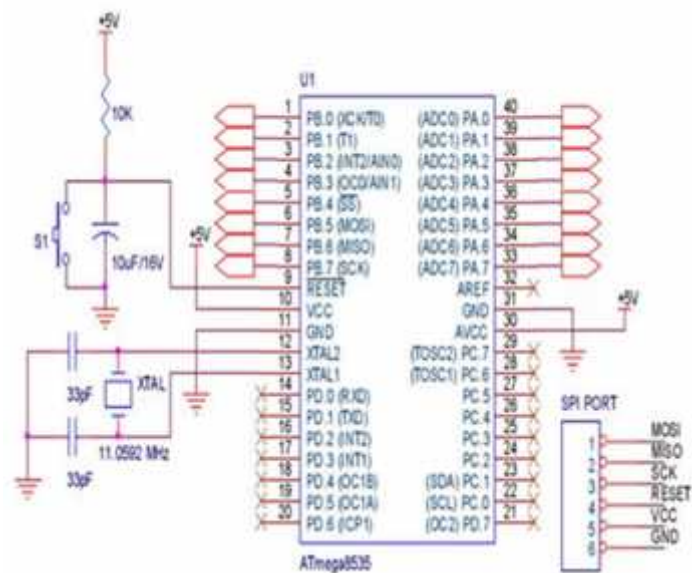 +5V
10K
S1
10uF/16V
+5V
33pF
XTAL
11.0592 MHz
33pF
U1
1 PB.0 (XCK/T0) (ADC0) PA.0 40
2 PB.1 (T1) (ADC1) PA.1 39
3 PB.2 (INT2/AIN0) (ADC2) PA.2 38
4 PB.3 (OC0/AIN1) (ADC3) PA.3 37
5 PB.4 (SS) (ADC4) PA.4 36
6 PB.5 (MOSI) (ADC5) PA.5 35
7 PB.6 (MISO) (ADC6) PA.6 34
8 PB.7 (SCK) (ADC7) PA.7 33
9 RESET AREF 32
10 VCC GND 31
11 GND AVCC 30
12 XTAL2 (TOSC2) PC.7 29
13 XTAL1 (TOSC1) PC.6 28
14 PD.0 (RXD) PC.5 27
15 PD.1 (TXD) PC.4 26
16 PD.2 (INT2) PC.3 25
17 PD.3 (INT1) PC.2 24
18 PD.4 (OC1B) (SDA) PC.1 23
19 PD.5 (OC1A) (SCL) PC.0 22
20 PD.6 (ICP1) (OC2) PD.7 21
ATmega8535
+5V
SPI PORT
1 MOSI
2 MISO
3 SCK
4 RESET
5 VCC
6 GND